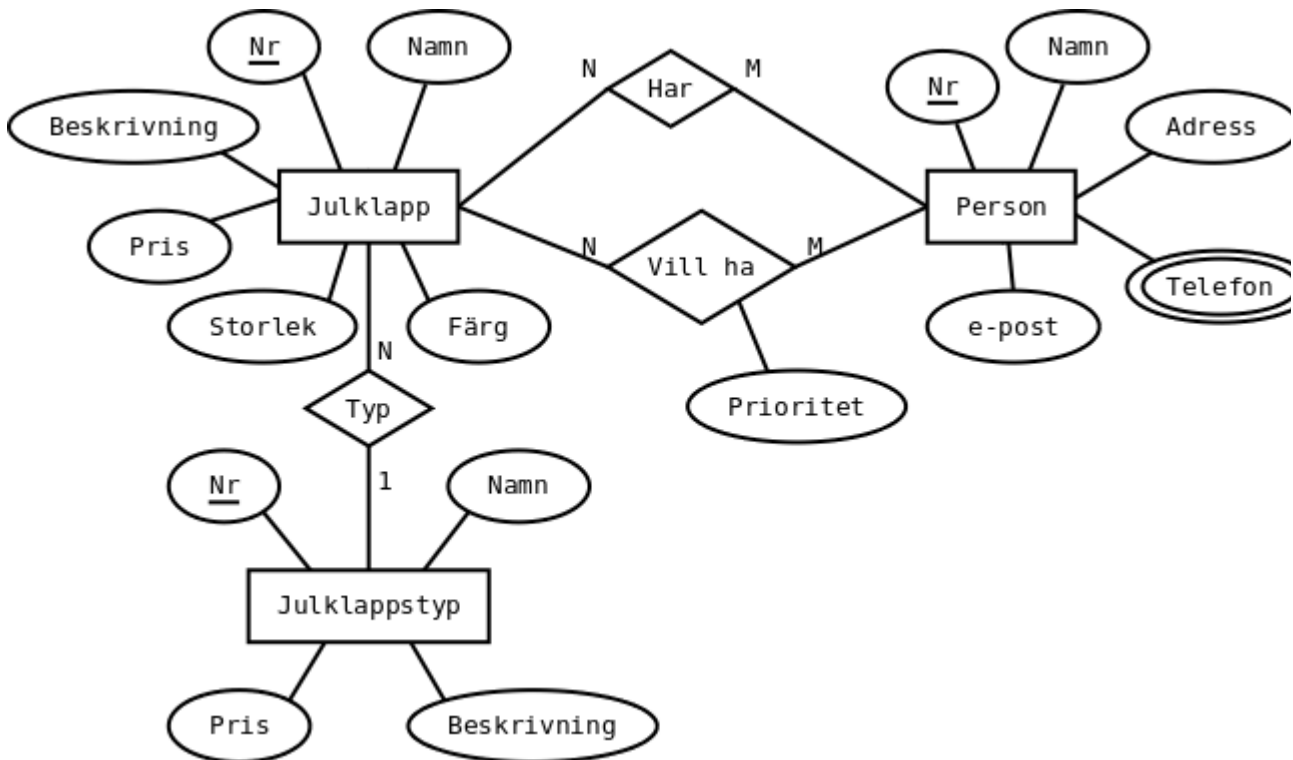 Nr
Namn
N
Har
M
Nr
Namn
Beskrivning
Adress
Julklapp
Person
Pris
N
Vill ha
M
Telefon
Storlek
Färg
e-post
N
Typ
Prioritet
1
Nr
Namn
Julklappstyp
Pris
Beskrivning